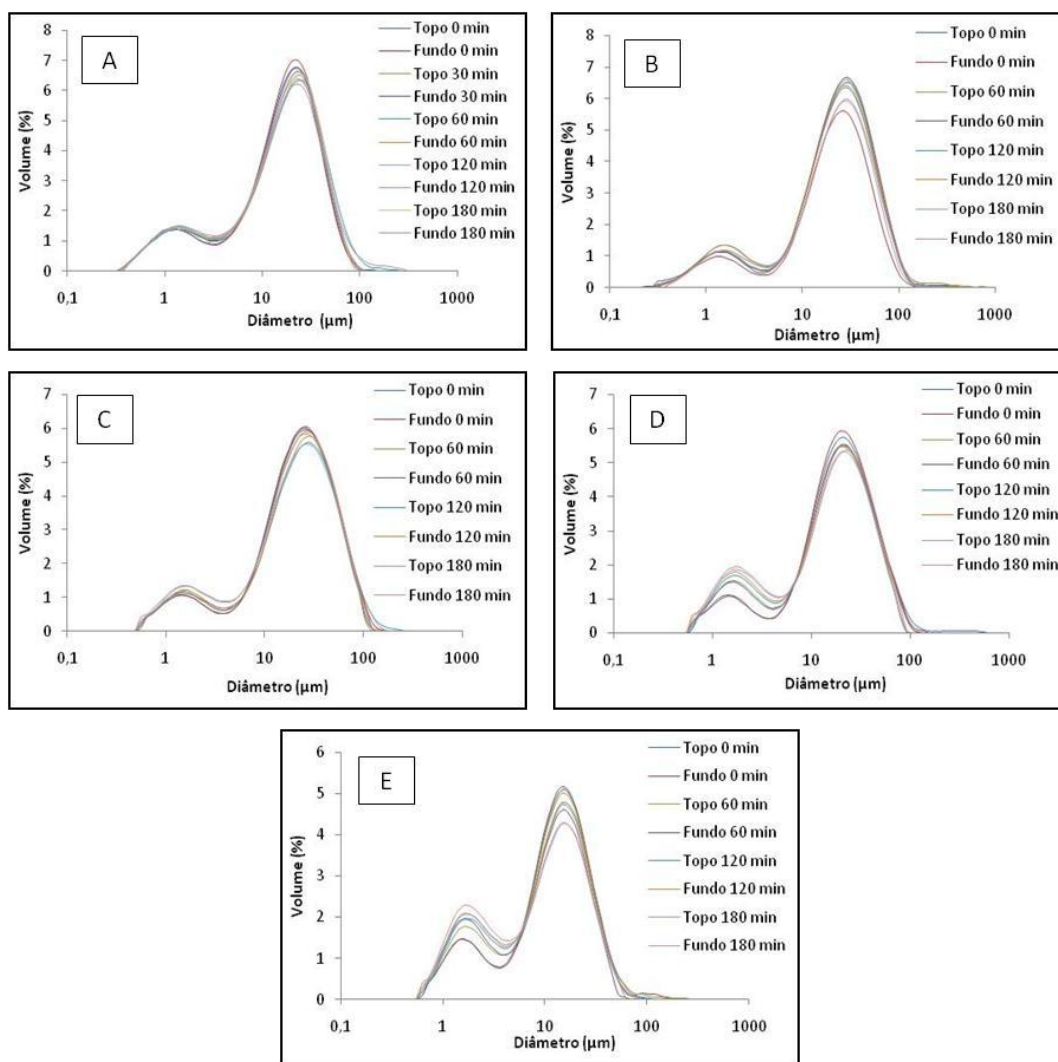 A
Volume (%)
8
7
6
5
4
3
2
1
0
0,1 1 10 100 1000
Diâmetro (µm)
Topo 0 min
Fundo 0 min
Topo 30 min
Fundo 30 min
Topo 60 min
Fundo 60 min
Topo 120 min
Fundo 120 min
Topo 180 min
Fundo 180 min
B
Volume (%)
8
7
6
5
4
3
2
1
0
0,1 1 10 100 1000
Diâmetro (µm)
Topo 0 min
Fundo 0 min
Topo 60 min
Fundo 60 min
Topo 120 min
Fundo 120 min
Topo 180 min
Fundo 180 min
C
Volume (%)
7
6
5
4
3
2
1
0
0,1 1 10 100 1000
Diâmetro (µm)
Topo 0 min
Fundo 0 min
Topo 60 min
Fundo 60 min
Topo 120 min
Fundo 120 min
Topo 180 min
Fundo 180 min
D
Volume (%)
7
6
5
4
3
2
1
0
0,1 1 10 100 1000
Diâmetro (µm)
Topo 0 min
Fundo 0 min
Topo 60 min
Fundo 60 min
Topo 120 min
Fundo 120 min
Topo 180 min
Fundo 180 min
E
Volume (%)
6
5
4
3
2
1
0
0,1 1 10 100 1000
Diâmetro (µm)
Topo 0 min
Fundo 0 min
Topo 60 min
Fundo 60 min
Topo 120 min
Fundo 120 min
Topo 180 min
Fundo 180 min